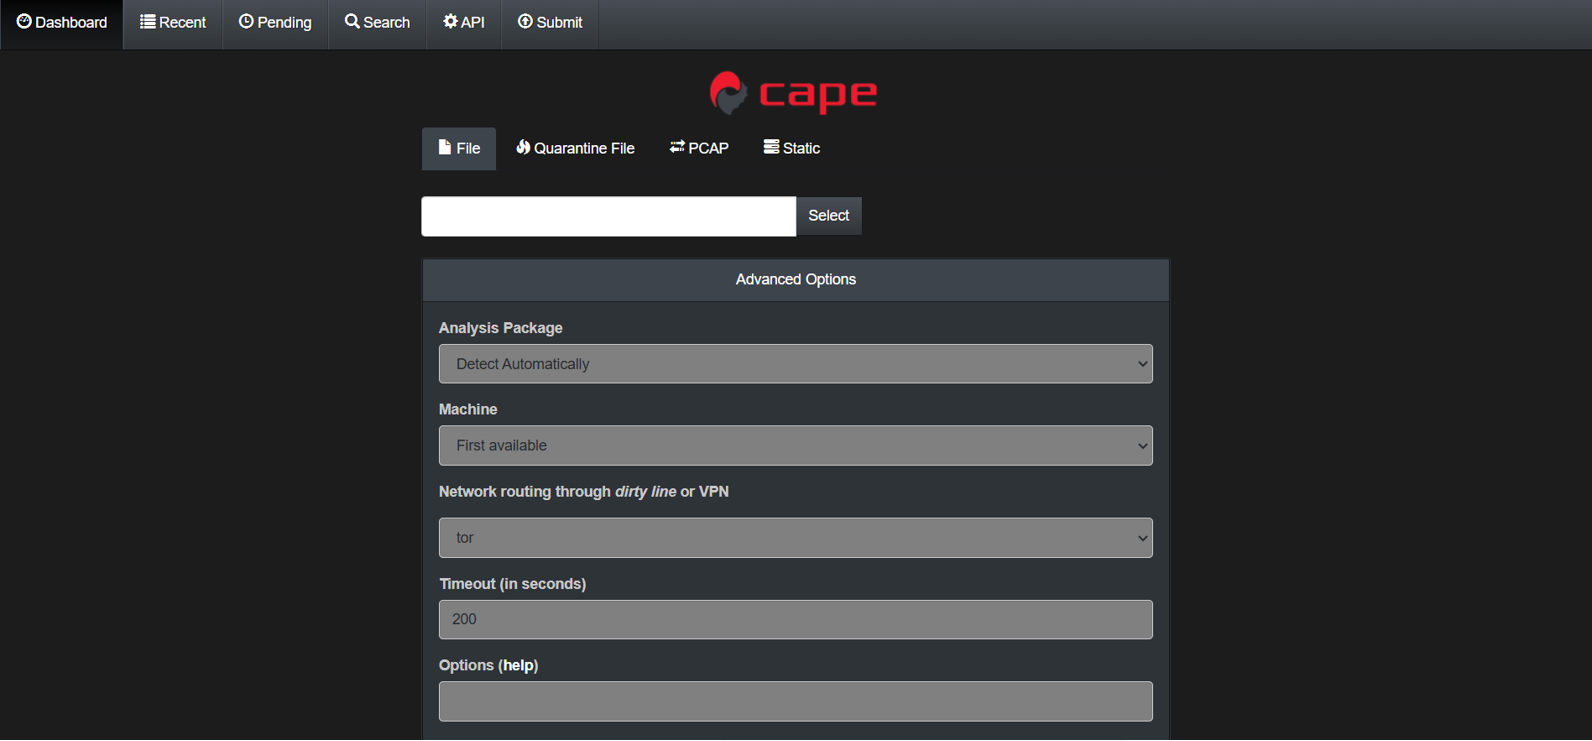 Dashboard Recent Pending Search API Submit
cape
File Quarantine File PCAP Static
Select
Advanced Options
Analysis Package
Detect Automatically
Machine
First available
Network routing through dirty line or VPN
tor
Timeout (in seconds)
200
Options (help)